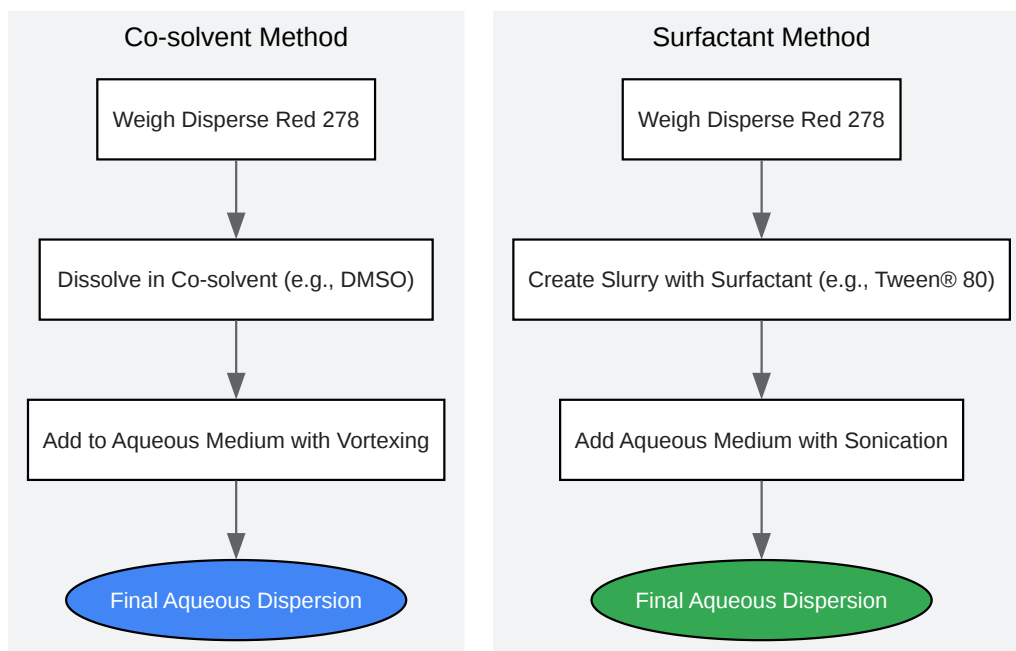 Co-solvent Method
Weigh Disperse Red 278
Dissolve in Co-solvent (e.g., DMSO)
Add to Aqueous Medium with Vortexing
Final Aqueous Dispersion
Surfactant Method
Weigh Disperse Red 278
Create Slurry with Surfactant (e.g., Tween® 80)
Add Aqueous Medium with Sonication
Final Aqueous Dispersion